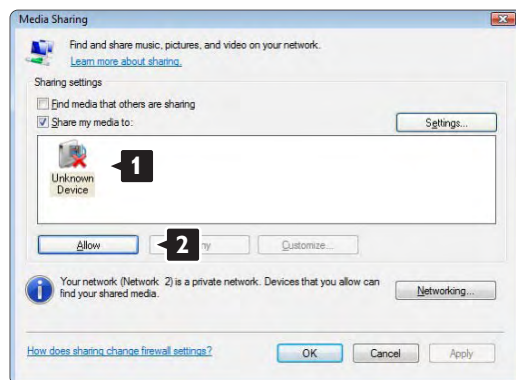 Media Sharing
Find and share music, pictures, and video on your network.
Learn more about sharing.
Sharing settings
Find media that others are sharing
Share my media to:
Settings...
Unknown
Device
1
Allow
2
Customize...
Your network (Network 2) is a private network. Devices that you allow can
find your shared media.
Networking...
How does sharing change firewall settings?
OK
Cancel
Apply